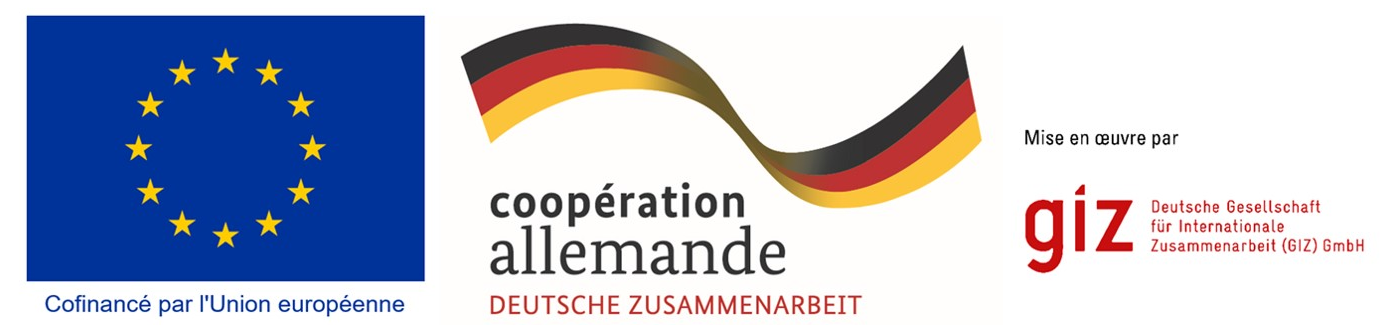 Cofinancé par l'Union européenne
coopération
allemande
DEUTSCHE ZUSAMMENARBEIT
Mise en œuvre par
giz
Deutsche Gesellschaft
für Internationale
Zusammenarbeit (GIZ) GmbH